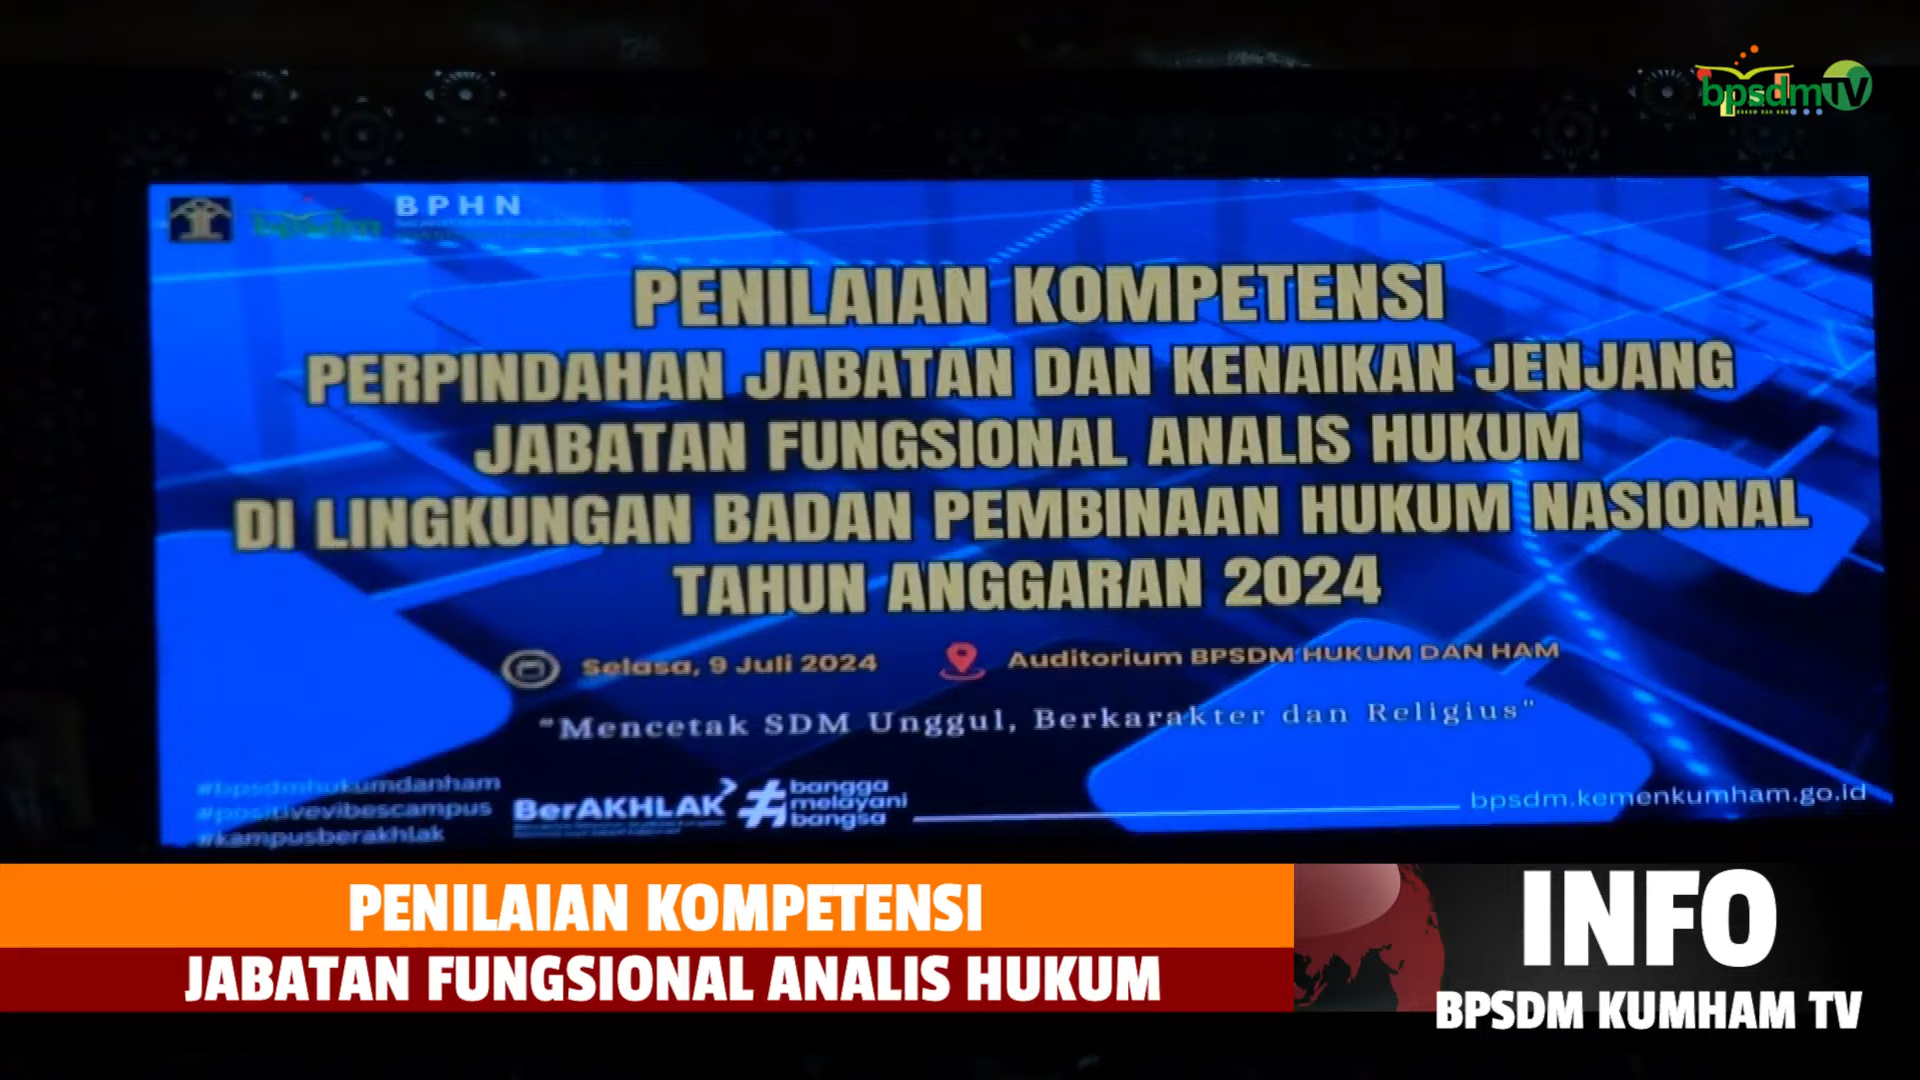 bpsdmTV
BPHN
bpsdm
PENILAIAN KOMPETENSI
PERPINDAHAN JABATAN DAN KENAIKAN JENJANG
JABATAN FUNGSIONAL ANALIS HUKUM
DI LINGKUNGAN BADAN PEMBINAAN HUKUM NASIONAL
TAHUN ANGGARAN 2024
Selasa, 9 Juli 2024
Auditorium BPSDM HUKUM DAN HAM
"Mencetak SDM Unggul, Berkarakter dan Religius"
#bpsdmhukumdanham
#positivevibescampus
#kampusberakhlak
BerAKHLAK
#bangga
melayani
bangsa
bpsdm.kemenkumham.go.id
PENILAIAN KOMPETENSI
JABATAN FUNGSIONAL ANALIS HUKUM
INFO
BPSDM KUMHAM TV